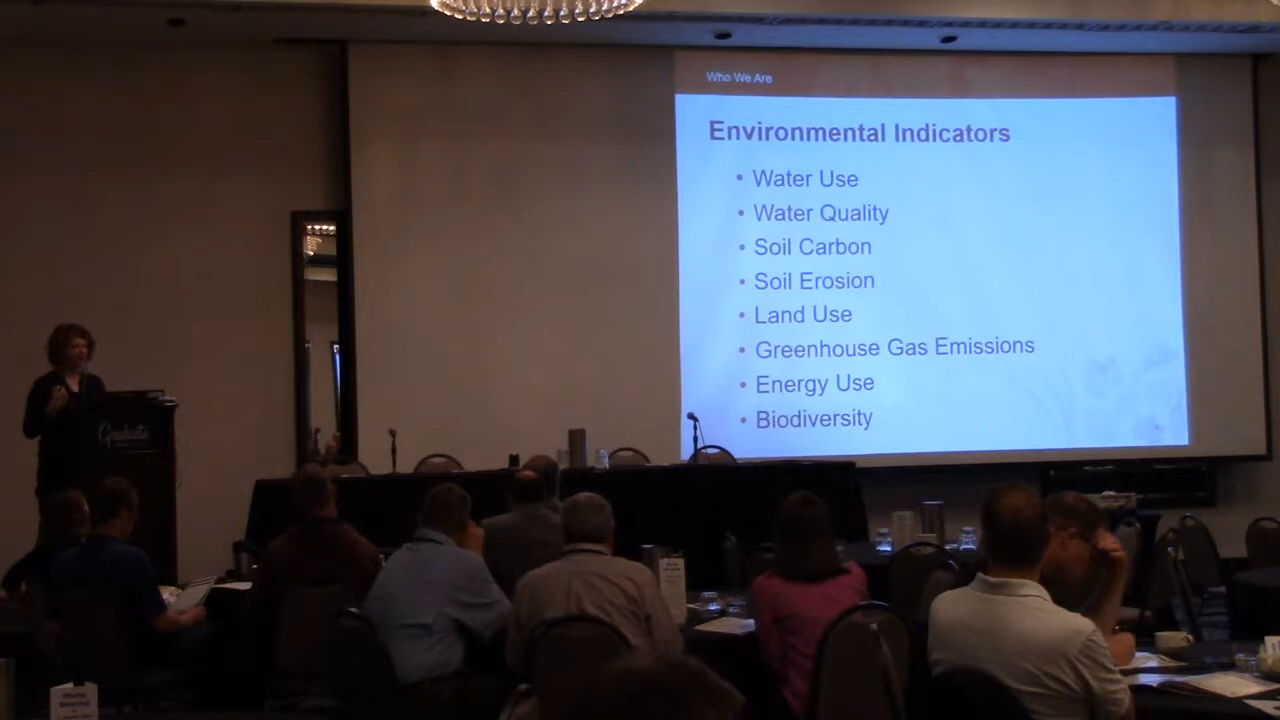 Who We Are
Environmental Indicators
• Water Use
• Water Quality
• Soil Carbon
• Soil Erosion
• Land Use
• Greenhouse Gas Emissions
• Energy Use
• Biodiversity
Graduate